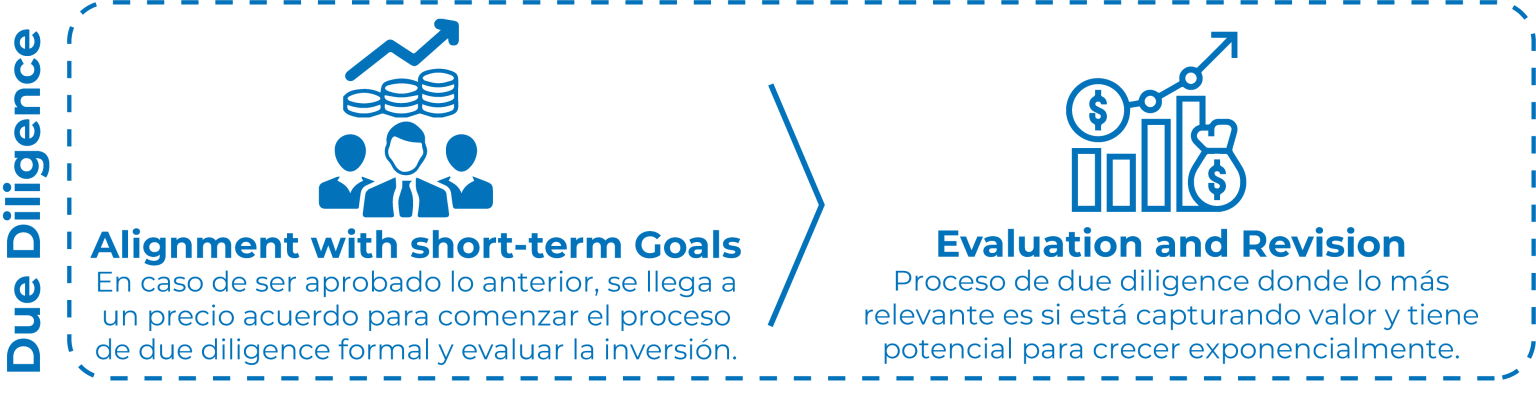 Due Diligence
Alignment with short-term Goals
En caso de ser aprobado lo anterior, se llega a
un precio acuerdo para comenzar el proceso
de due diligence formal y evaluar la inversión.
$
$
Evaluation and Revision
Proceso de due diligence donde lo más
relevante es si está capturando valor y tiene
potencial para crecer exponencialmente.